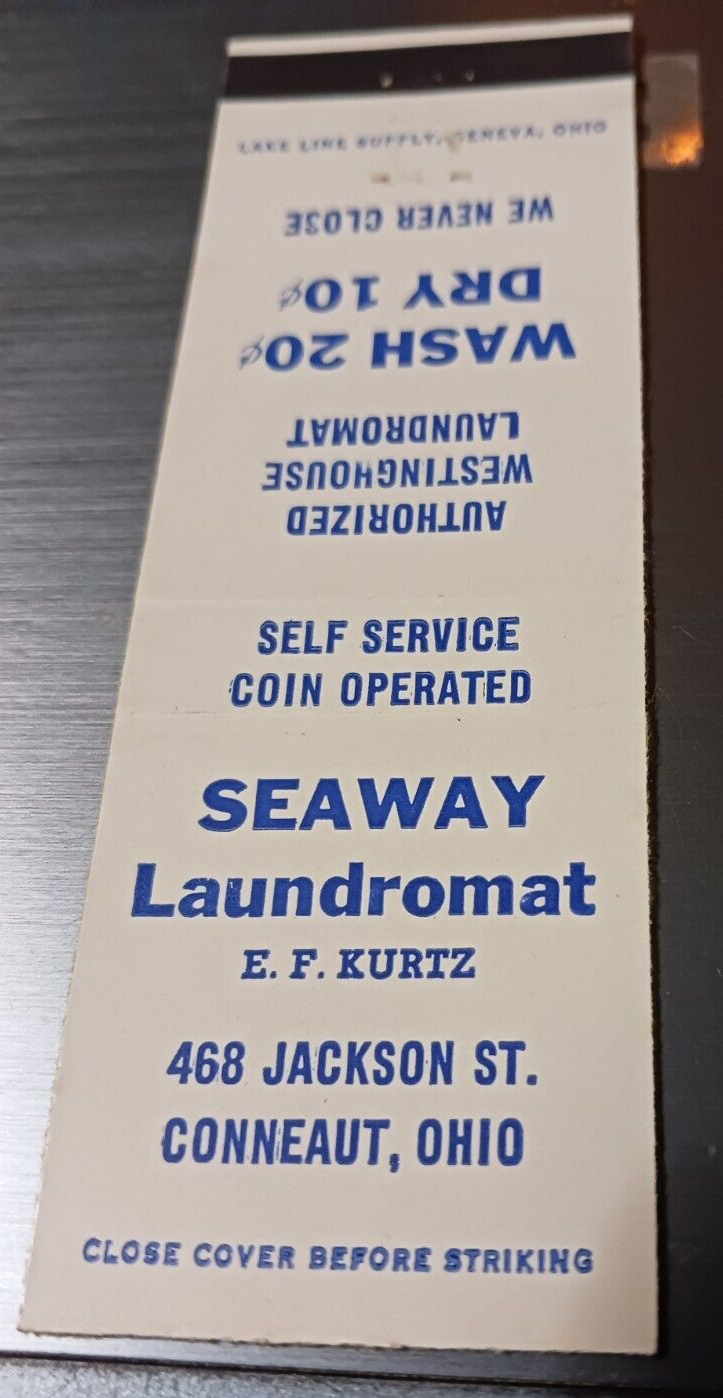 LAKE LINE SUPPLY, GENEVA, OHIO
SELF SERVICE
COIN OPERATED
SEAWAY
Laundromat
E. F. KURTZ
468 JACKSON ST.
CONNEAUT, OHIO
CLOSE COVER BEFORE STRIKING
AUTHORIZED
WESTINGHOUSE
LAUNDROMAT
WASH 20¢
DRY 10¢
WE NEVER CLOSE